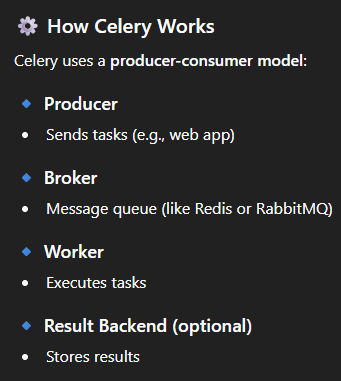 How Celery Works
Celery uses a producer-consumer model:
Producer
Sends tasks (e.g., web app)
Broker
Message queue (like Redis or RabbitMQ)
Worker
Executes tasks
Result Backend (optional)
Stores results